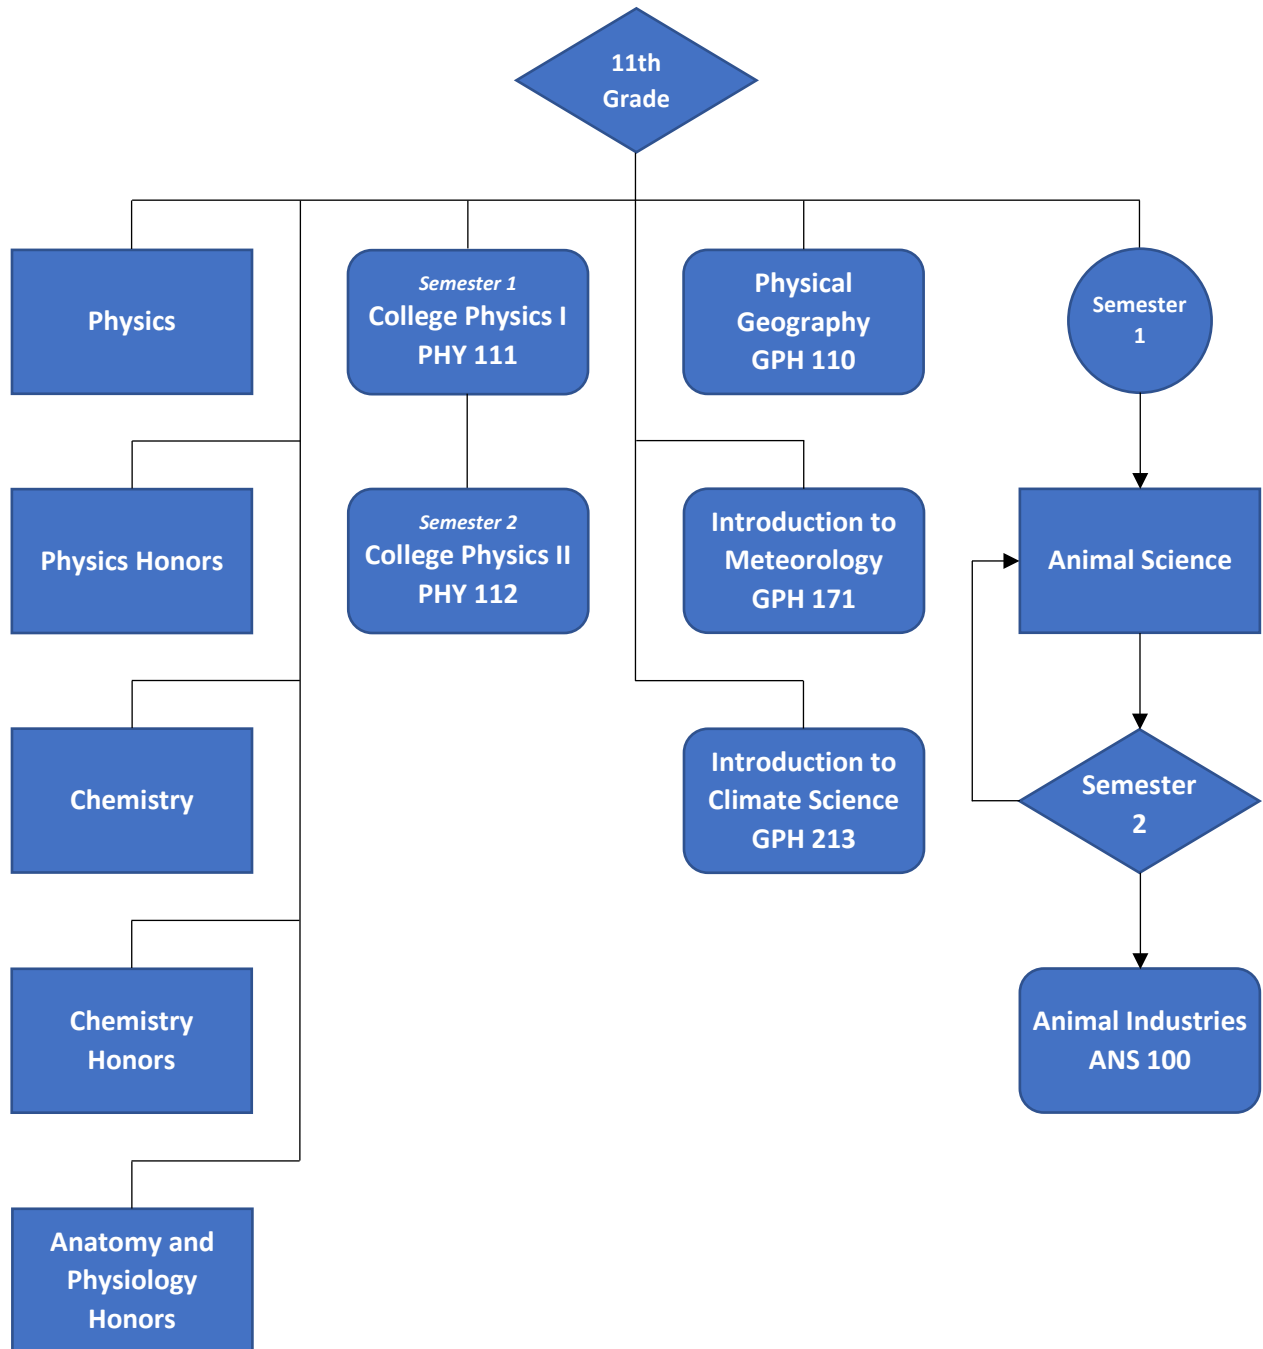 11th
Grade
Physics
Semester 1
College Physics I
PHY 111
Physical
Geography
GPH 110
Semester
1
Physics Honors
Semester 2
College Physics II
PHY 112
Introduction to
Meteorology
GPH 171
Animal Science
Chemistry
Introduction to
Climate Science
GPH 213
Semester
2
Chemistry
Honors
Animal Industries
ANS 100
Anatomy and
Physiology
Honors